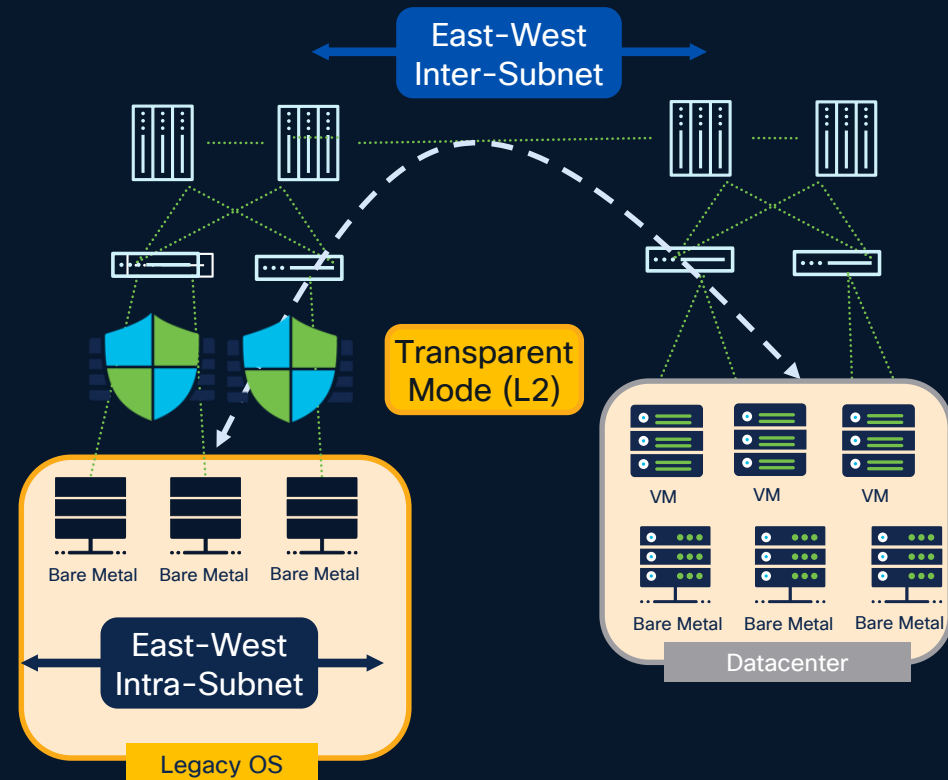 East-West
Inter-Subnet
Transparent
Mode (L2)
VM
VM
VM
Bare Metal
Bare Metal
Bare Metal
Bare Metal
Bare Metal
Bare Metal
East-West
Intra-Subnet
Datacenter
Legacy OS